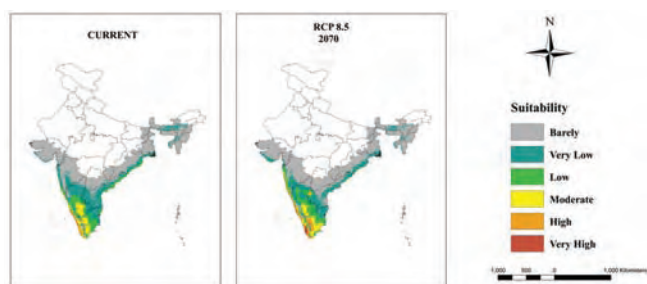 CURRENT
RCP 8.5
2070
N
Suitability
Barely
Very Low
Low
Moderate
High
Very High
1,000 500 0 1,000 Kilometers